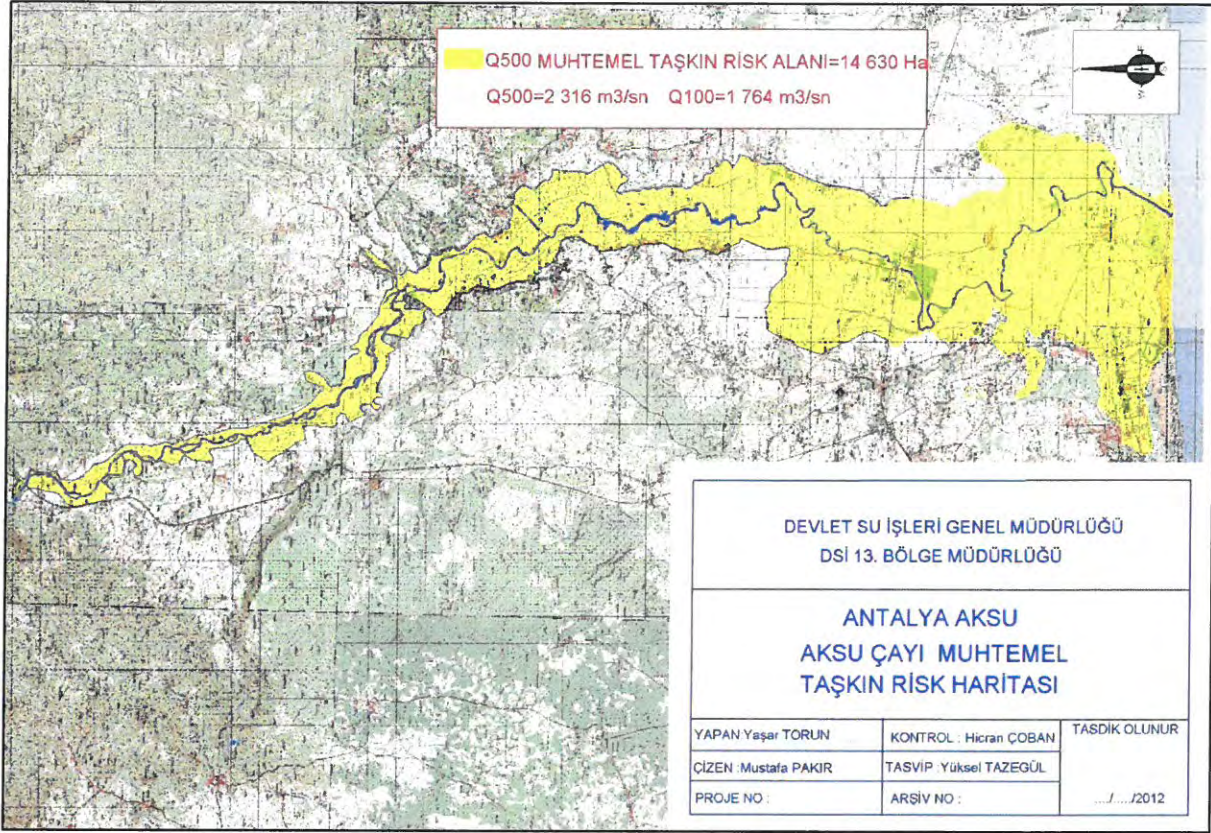 Q500 MUHTEMEL TAŞKIN RİSK ALANI=14 630 Ha
Q500=2 316 m3/sn Q100=1 764 m3/sn
DEVLET SU İŞLERİ GENEL MÜDÜRLÜĞÜ
DSİ 13. BÖLGE MÜDÜRLÜĞÜ
ANTALYA AKSU
AKSU ÇAYI MUHTEMEL
TAŞKIN RİSK HARİTASI
YAPAN Yaşar TORUN
KONTROL : Hicran ÇOBAN
TASDİK OLUNUR
ÇİZEN :Mustafa PAKIR
TASVİP :Yüksel TAZEGÜL
PROJE NO :
ARŞİV NO :
..../...../2012